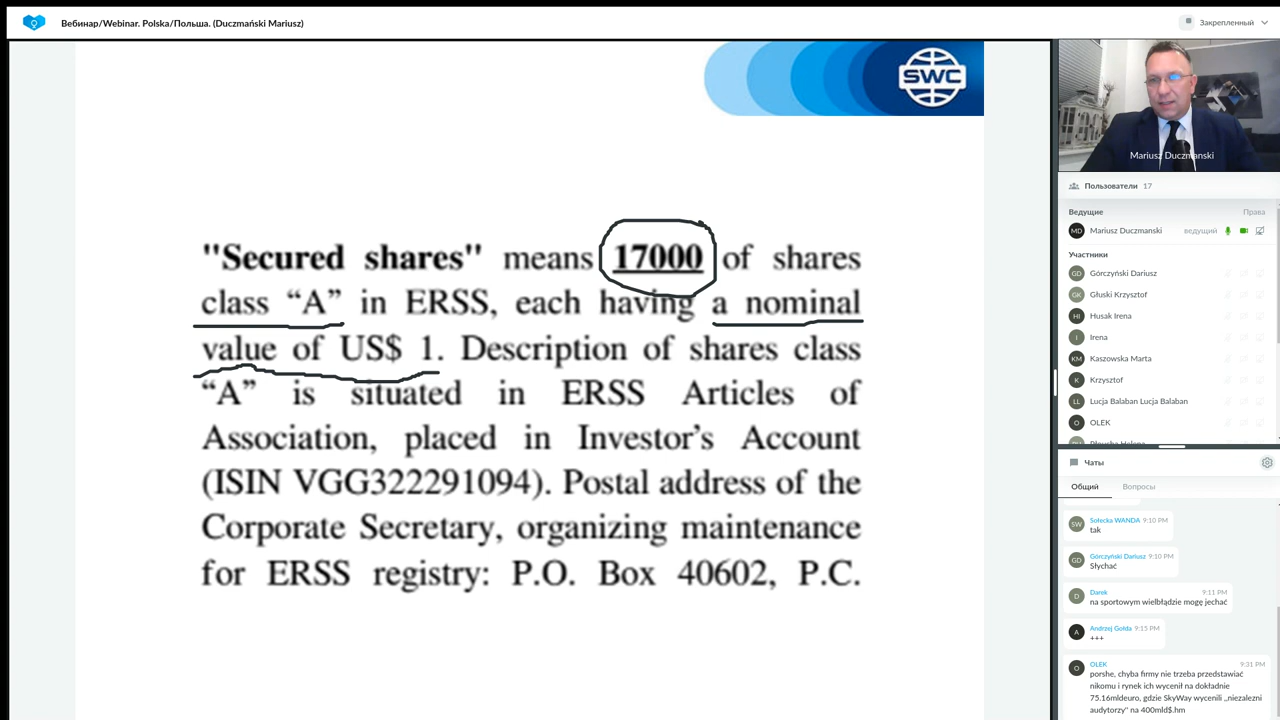 Вебинар/Webinar. Polska/Польша. (Duczmański Mariusz)
Закрепленный
SWC
"Secured shares" means 17000 of shares
class “A” in ERSS, each having a nominal
value of US$ 1. Description of shares class
“A” is situated in ERSS Articles of
Association, placed in Investor’s Account
(ISIN VGG322291094). Postal address of the
Corporate Secretary, organizing maintenance
for ERSS registry: P.O. Box 40602, P.C.
Mariusz Duczmanski
Пользователи 17
Ведущие Права
MD Mariusz Duczmanski ведущий
Участники
GD Górczyński Dariusz
GK Głuski Krzysztof
HI Husak Irena
I Irena
KM Kaszowska Marta
K Krzysztof
LL Lucja Balaban Lucja Balaban
O OLEK
Чаты
Общий Вопросы
SW Sołecka WANDA 9:10 PM
tak
GD Górczyński Dariusz 9:10 PM
Słychać
D Darek 9:11 PM
na sportowym wielbłądzie mogę jechać
A Andrzej Gołda 9:15 PM
+++
O OLEK 9:31 PM
porshe, chyba firmy nie trzeba przedstawiać
nikomu i rynek ich wycenił na dokładnie
75.16mldeuro, gdzie SkyWay wycenili ,,niezalezni
audytorzy" na 400mld$.hm